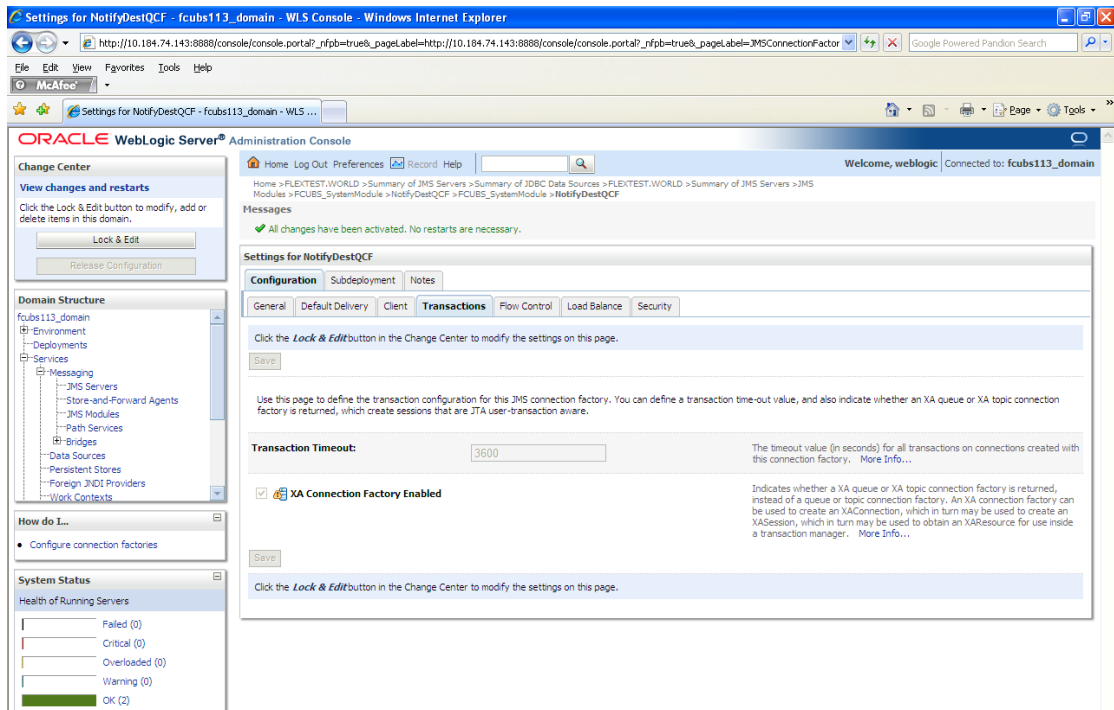 Settings for NotifyDestQCF - fcubs113_domain - WLS Console - Windows Internet Explorer
http://10.184.74.143:8888/console/console.portal?_nfpb=true&_pageLabel=http://10.184.74.143:8888/console/console.portal?_nfpb=true&_pageLabel=JMSConnectionFactor
Google Powered Pandion Search
File Edit View Favorites Tools Help
McAfee
Settings for NotifyDestQCF - fcubs113_domain - WLS ...
Page Tools
ORACLE WebLogic Server® Administration Console
Change Center
View changes and restarts
Click the Lock & Edit button to modify, add or
delete items in this domain.
Lock & Edit
Release Configuration
Domain Structure
fcubs113_domain
Environment
Deployments
Services
Messaging
JMS Servers
Store-and-Forward Agents
JMS Modules
Path Services
Bridges
Data Sources
Persistent Stores
Foreign JNDI Providers
Work Contexts
How do I...
Configure connection factories
System Status
Health of Running Servers
Failed (0)
Critical (0)
Overloaded (0)
Warning (0)
OK (2)
Home Log Out Preferences Record Help
Welcome, weblogic Connected to: fcubs113_domain
Home >FLEXTEST.WORLD >Summary of JMS Servers >Summary of JDBC Data Sources >FLEXTEST.WORLD >Summary of JMS Servers >JMS
Modules >FCUBS_SystemModule >NotifyDestQCF >FCUBS_SystemModule >NotifyDestQCF
Messages
All changes have been activated. No restarts are necessary.
Settings for NotifyDestQCF
Configuration Subdeployment Notes
General Default Delivery Client Transactions Flow Control Load Balance Security
Click the Lock & Edit button in the Change Center to modify the settings on this page.
Save
Use this page to define the transaction configuration for this JMS connection factory. You can define a transaction time-out value, and also indicate whether an XA queue or XA topic connection
factory is returned, which create sessions that are JTA user-transaction aware.
Transaction Timeout:
3600
The timeout value (in seconds) for all transactions on connections created with
this connection factory. More Info...
XA Connection Factory Enabled
Indicates whether a XA queue or XA topic connection factory is returned,
instead of a queue or topic connection factory. An XA connection factory can
be used to create an XAConnection, which in turn may be used to create an
XASession, which in turn may be used to obtain an XAResource for use inside
a transaction manager. More Info...
Save
Click the Lock & Edit button in the Change Center to modify the settings on this page.